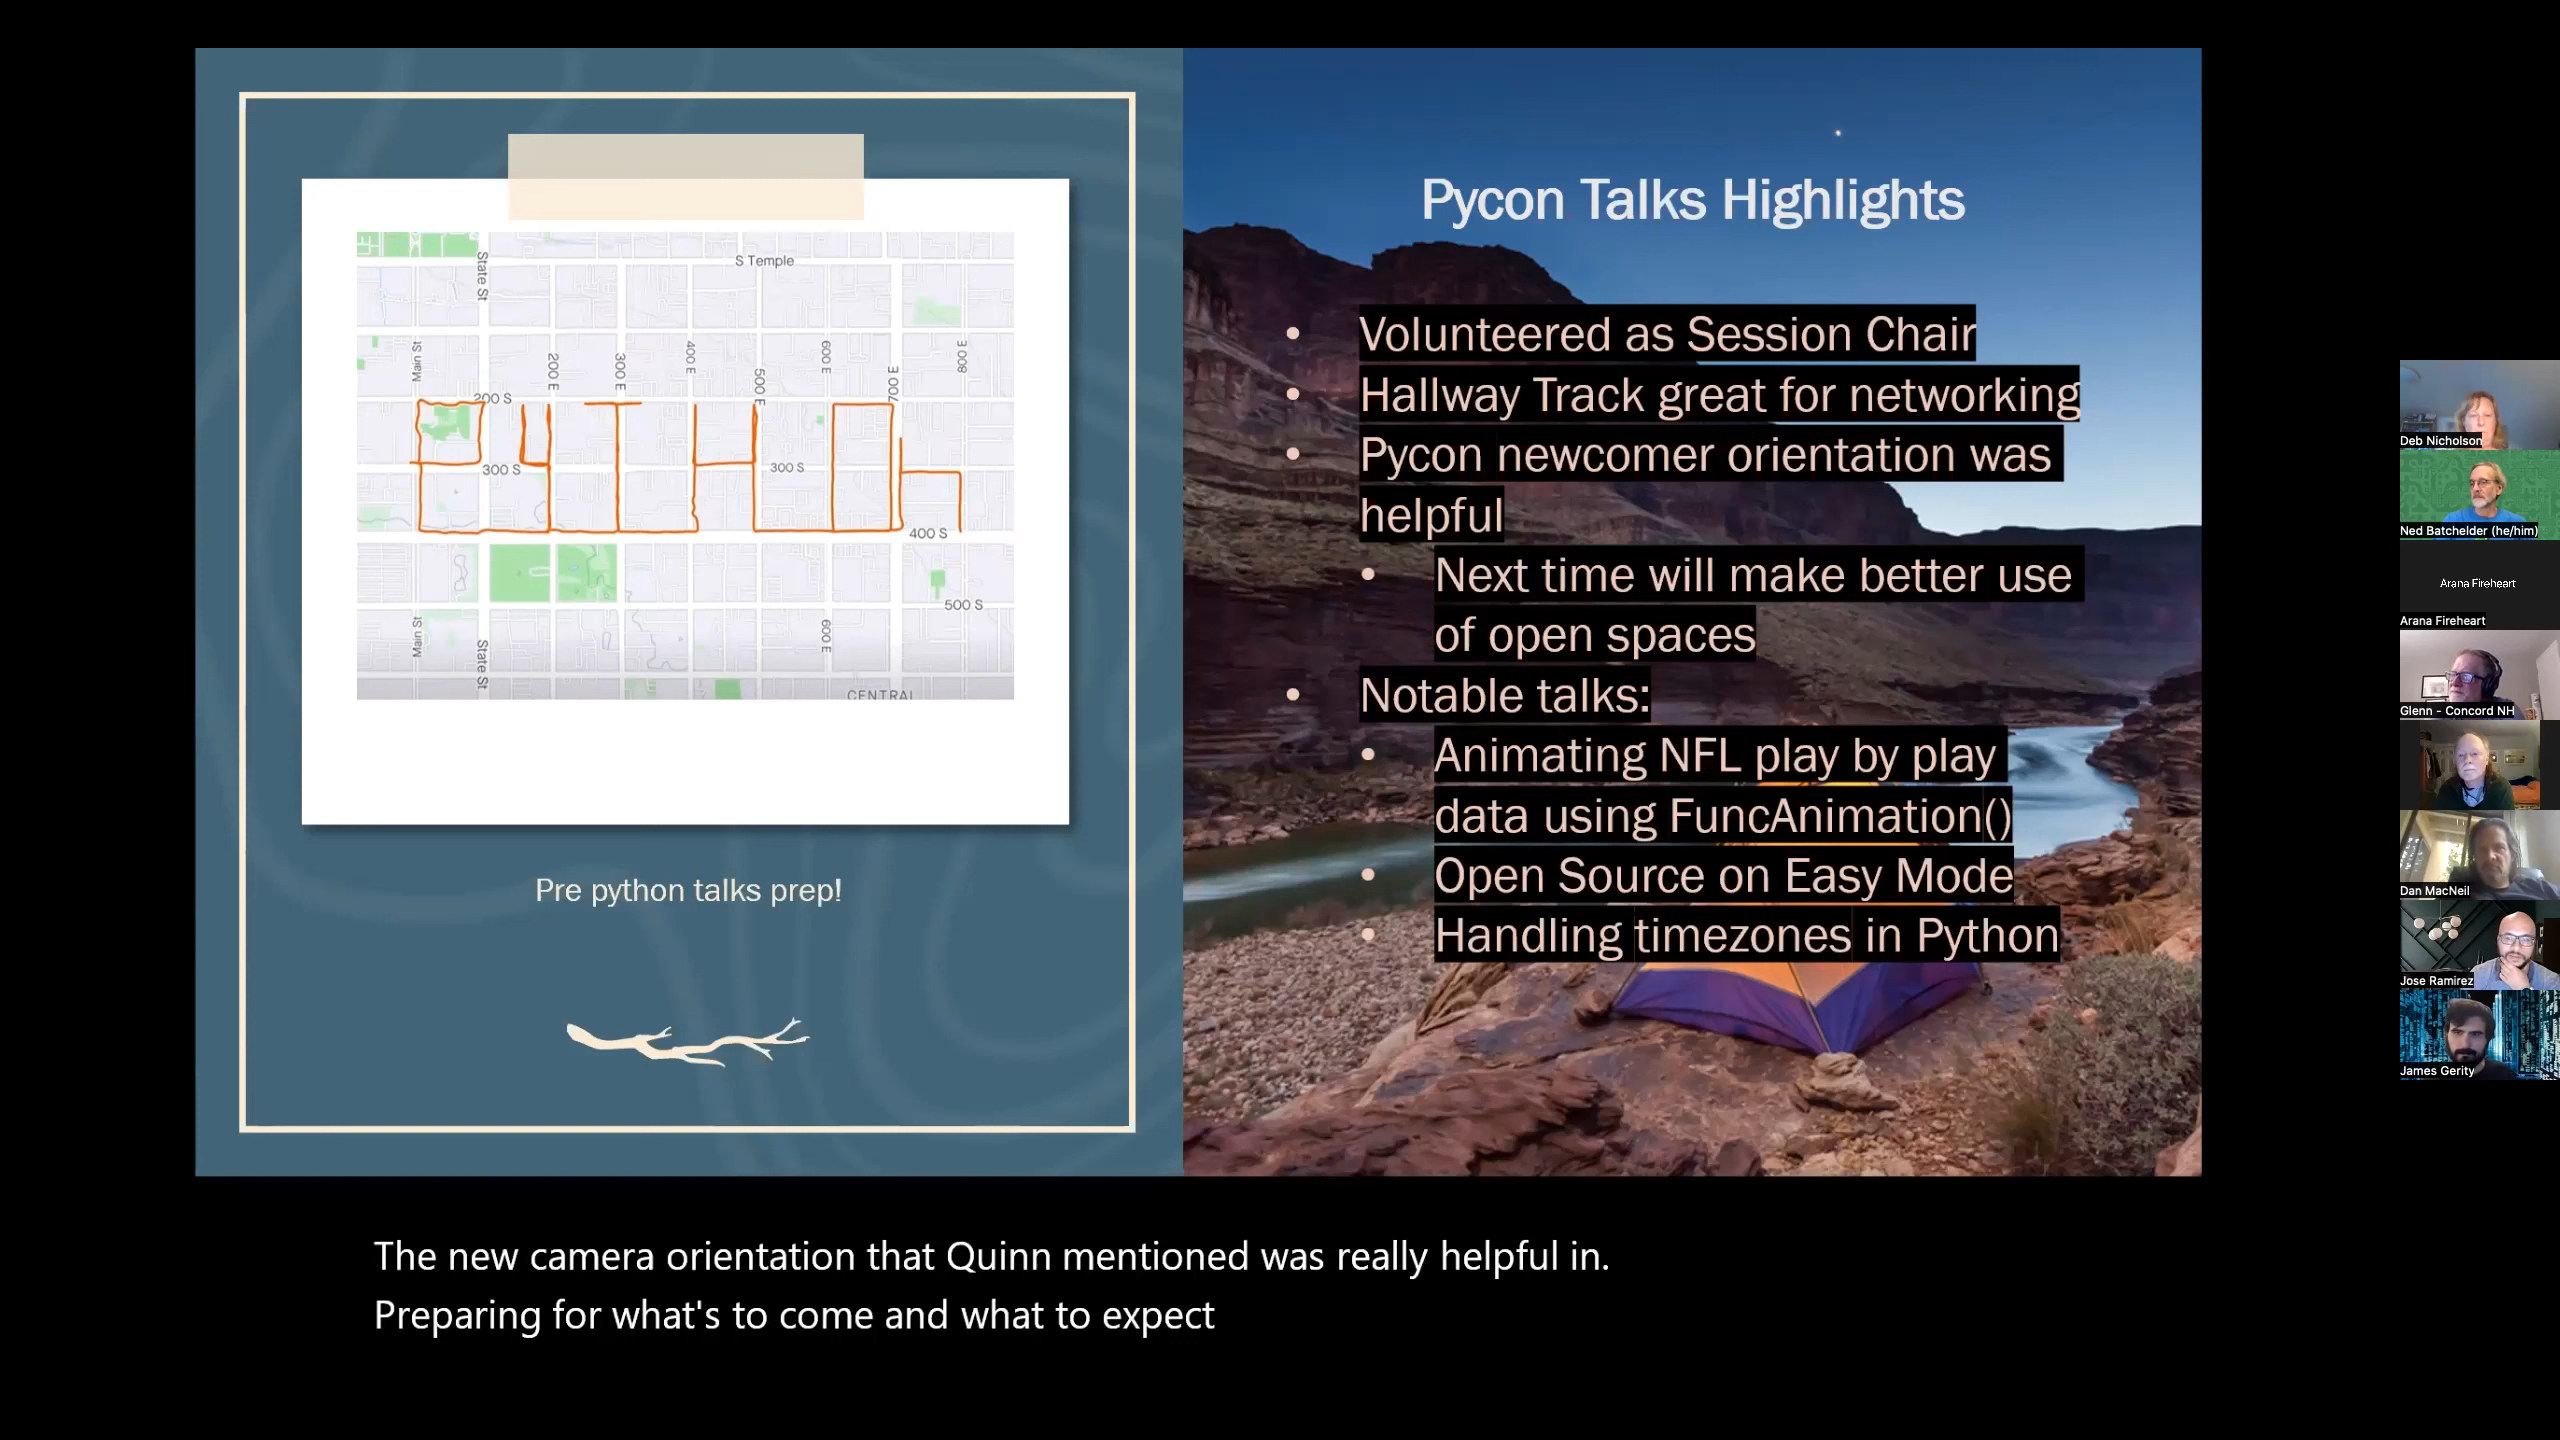 S Temple
State St
Main St
200 E
300 E
400 E
500 E
600 E
700 E
800 E
200 S
300 S
300 S
400 S
500 S
Main St
State St
600 E
CENTRAL
Pre python talks prep!
Pycon Talks Highlights
• Volunteered as Session Chair
• Hallway Track great for networking
• Pycon newcomer orientation was
helpful
• Next time will make better use
of open spaces
• Notable talks:
• Animating NFL play by play
data using FuncAnimation()
• Open Source on Easy Mode
• Handling timezones in Python
Deb Nicholson
Ned Batchelder (he/him)
Arana Fireheart
Arana Fireheart
Glenn - Concord NH
Dan MacNeil
Jose Ramirez
James Gerity
The new camera orientation that Quinn mentioned was really helpful in.
Preparing for what's to come and what to expect